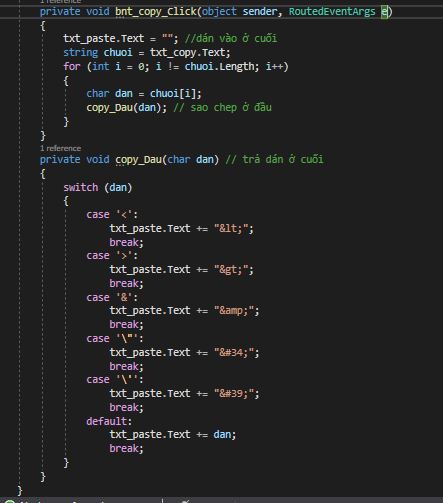 1 reference
private void bnt_copy_Click(object sender, RoutedEventArgs e)
{
txt_paste.Text = ""; //dán vào ở cuối
string chuoi = txt_copy.Text;
for (int i = 0; i != chuoi.Length; i++)
{
char dan = chuoi[i];
copy_Dau(dan); // sao chep ở đầu
}
}
1 reference
private void copy_Dau(char dan) // trả dán ở cuối
{
switch (dan)
{
case '<':
txt_paste.Text += "&lt;";
break;
case '>':
txt_paste.Text += "&gt;";
break;
case '&':
txt_paste.Text += "&amp;";
break;
case '\"':
txt_paste.Text += "&#34;";
break;
case '\'':
txt_paste.Text += "&#39;";
break;
default:
txt_paste.Text += dan;
break;
}
}
}